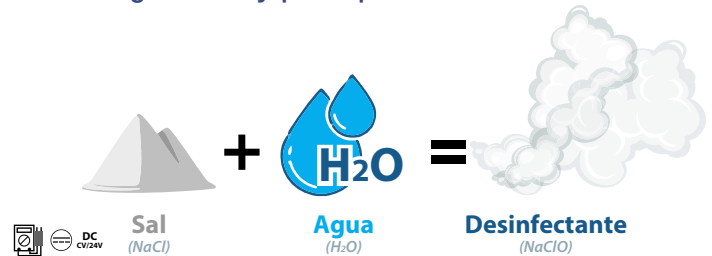 + =
H2O
Sal Agua Desinfectante
(NaCl) (H2O) (NaClO)
DC
CV/24V